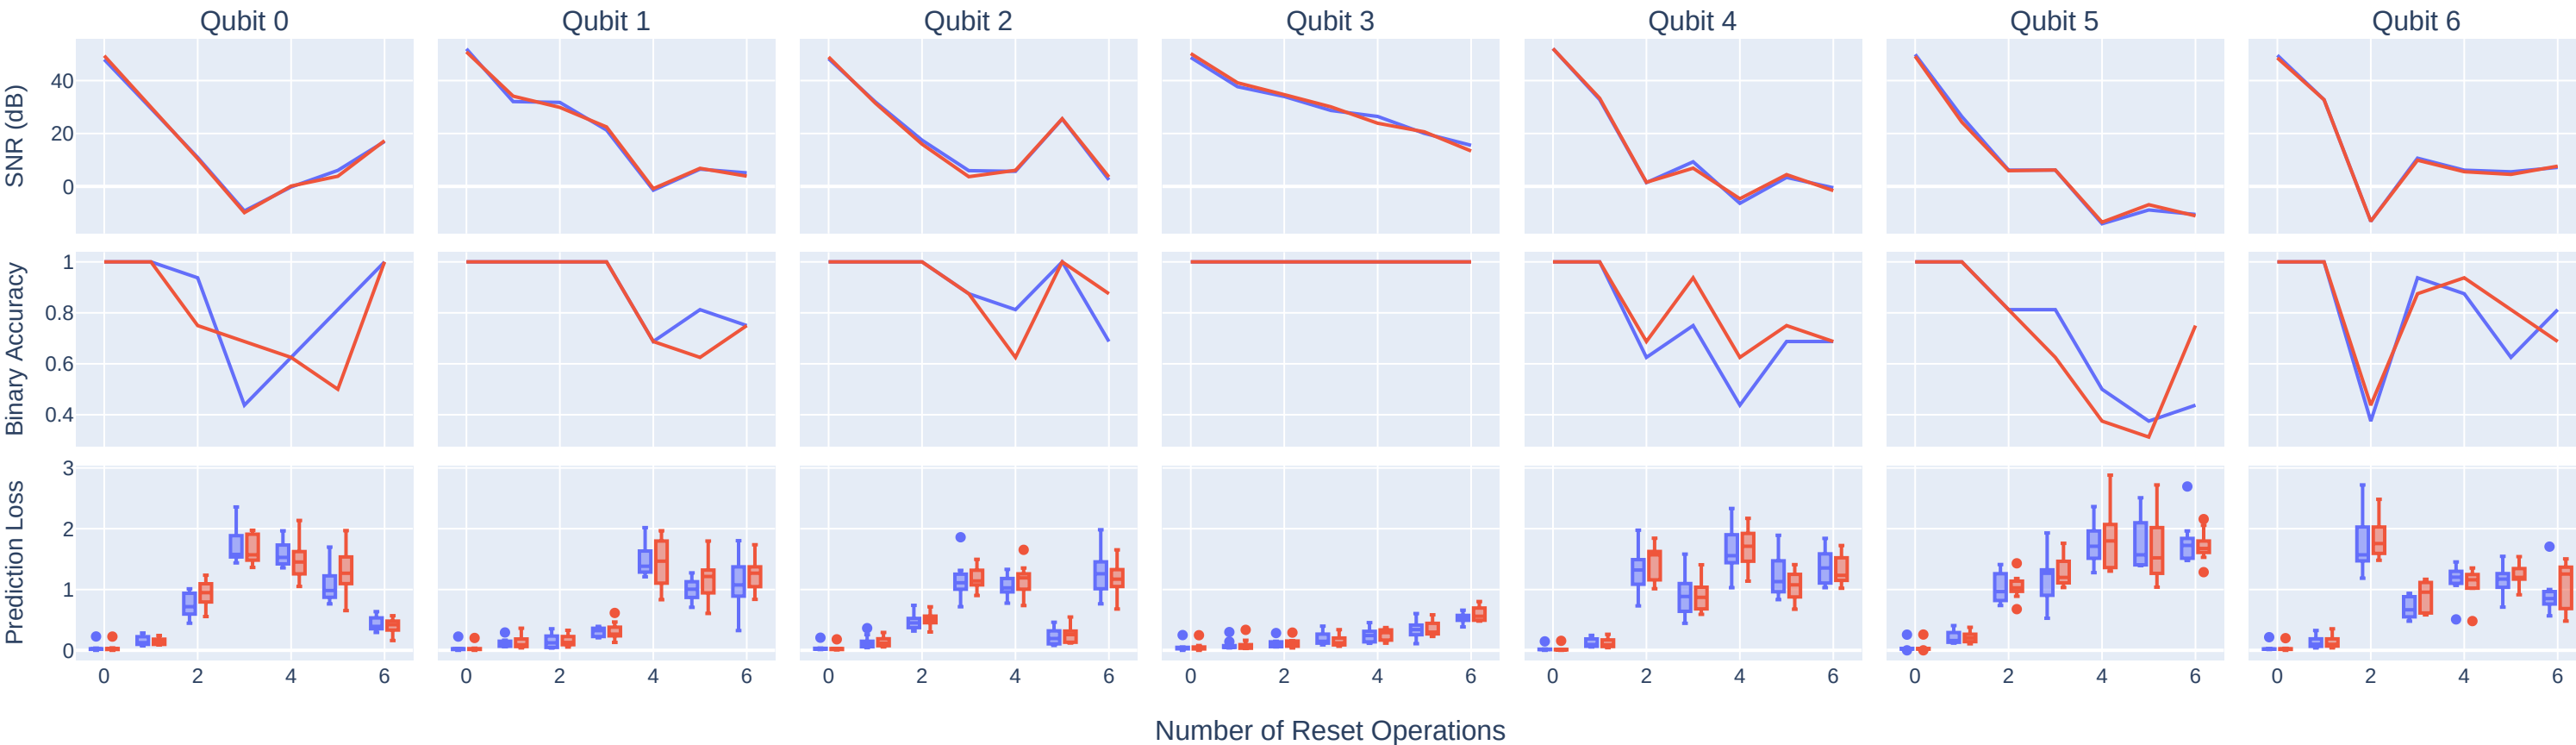 Qubit 0 Qubit 1 Qubit 2 Qubit 3 Qubit 4 Qubit 5 Qubit 6
SNR (dB)
40
20
0
Binary Accuracy
1
0.8
0.6
0.4
Prediction Loss
3
2
1
0
0 2 4 6 0 2 4 6 0 2 4 6 0 2 4 6 0 2 4 6 0 2 4 6 0 2 4 6
Number of Reset Operations